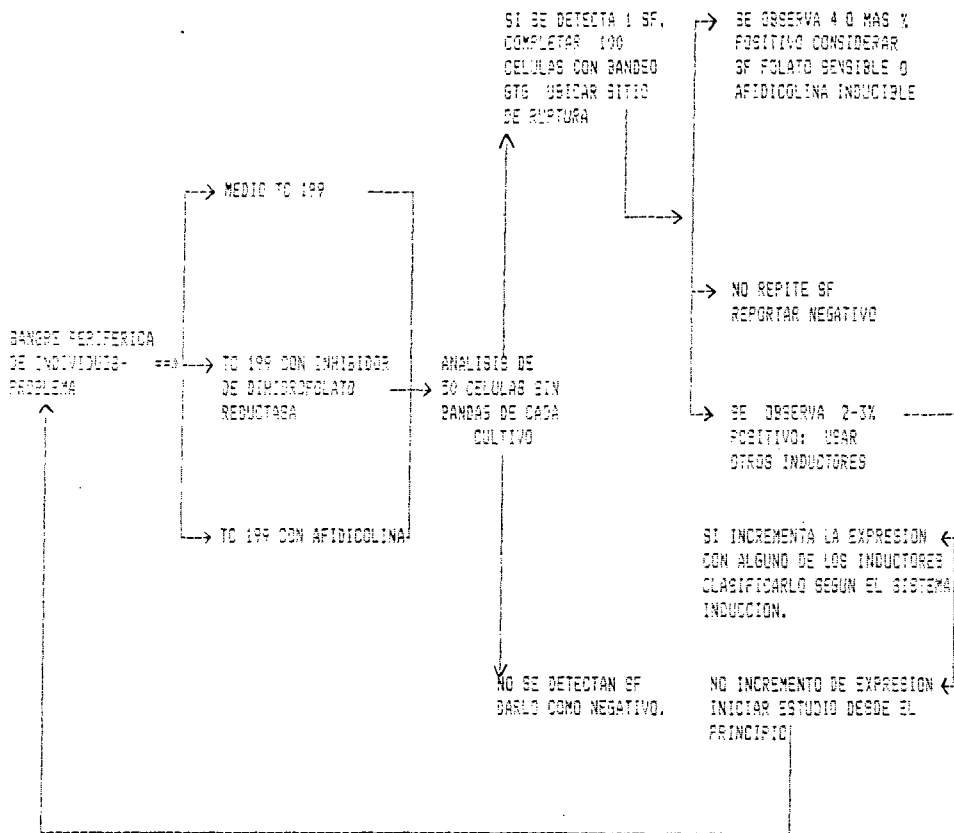 SI SE DETECTA 1 SF,
COMPLETAR 100
CELULAS CON BANDEO
GTG UBICAR SITIO
DE RUPTURA
SE OBSERVA 4 O MAS %
POSITIVO CONSIDERAR
SF FOLATO SENSIBLE O
AFIDICOLINA INDUCIBLE
MEDIO TC 199
NO REPITE SF
REPORTAR NEGATIVO
SANGRE PERIFERICA
DE INDIVIDUOS-
PROBLEMA
TC 199 CON INHIBIDOR
DE DIHIDROFOLATO
REDUCTASA
ANALISIS DE
50 CELULAS SIN
BANDAS DE CADA
CULTIVO
SE OBSERVA 2-3%
POSITIVO: USAR
OTROS INDUCTORES
TC 199 CON AFIDICOLINA
SI INCREMENTA LA EXPRESION
CON ALGUNO DE LOS INDUCTORES
CLASIFICARLO SEGUN EL SISTEMA
INDUCCION.
NO SE DETECTAN SF
DARLO COMO NEGATIVO.
NO INCREMENTO DE EXPRESION
INICIAR ESTUDIO DESDE EL
PRINCIPIO